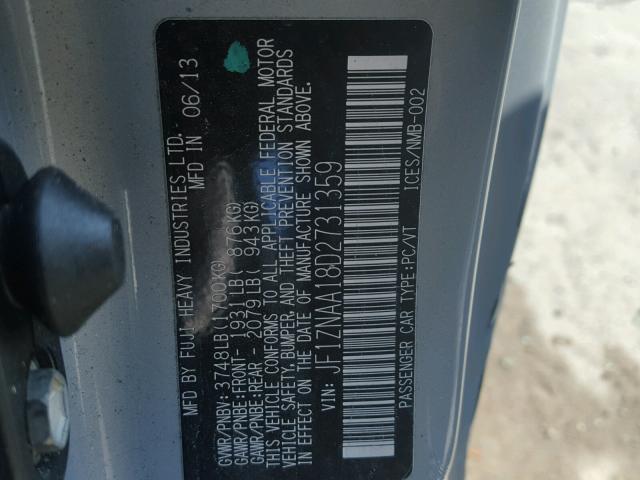 MFD BY FUJI HEAVY INDUSTRIES LTD.
MFD IN 06/13
GVWR/PNBV: 3748LB(1700KG)
GAWR/PNBE:FRONT- 1931LB( 876KG)
GAWR/PNBE:REAR - 2079LB( 943KG)
THIS VEHICLE CONFORMS TO ALL APPLICABLE FEDERAL MOTOR
VEHICLE SAFETY, BUMPER, AND THEFT PREVENTION STANDARDS
IN EFFECT ON THE DATE OF MANUFACTURE SHOWN ABOVE.
VIN: JF1ZNAA18D2731359
PASSENGER CAR TYPE:PC/VT
ICES/NMB-002